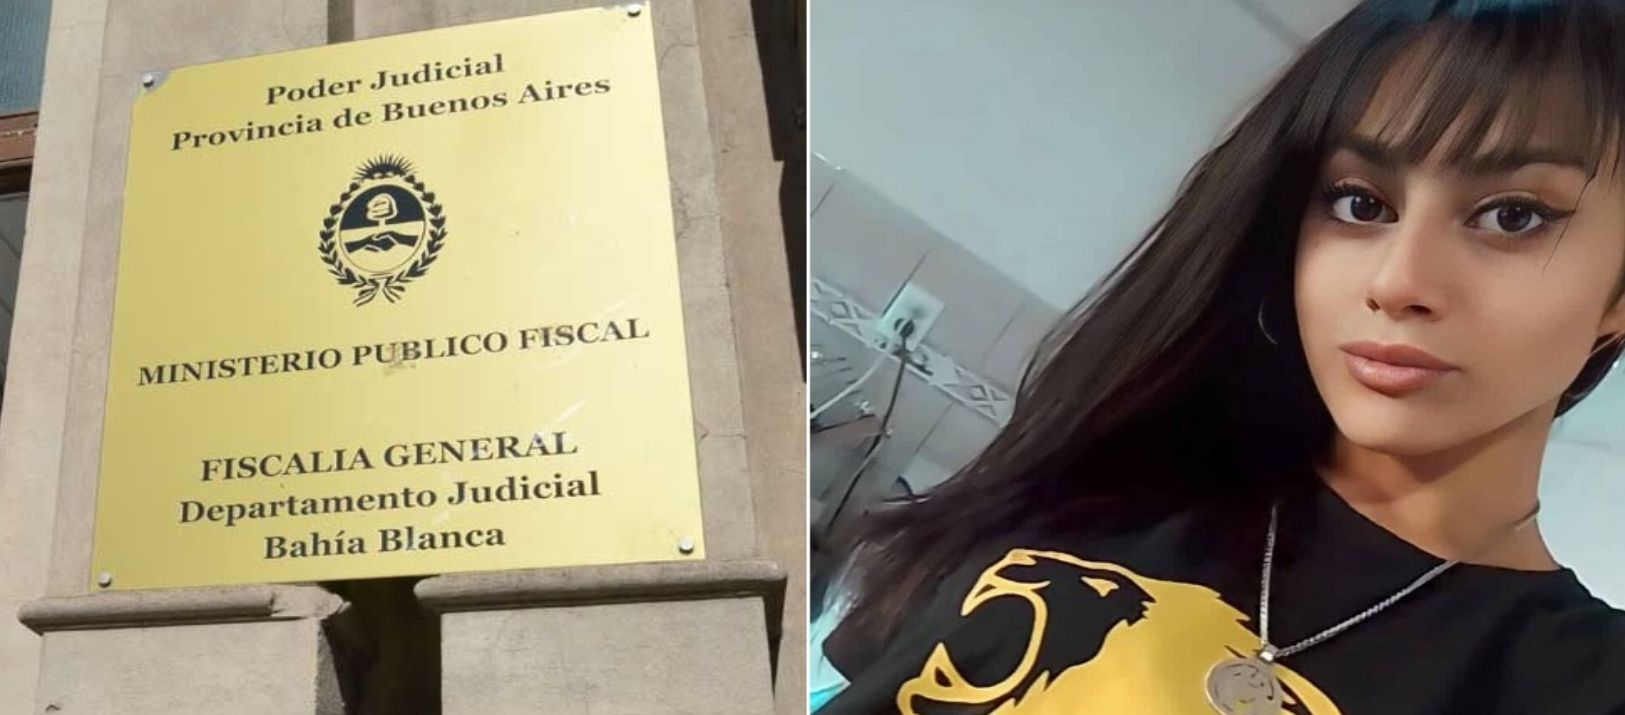 Poder Judicial
Provincia de Buenos Aires
MINISTERIO PUBLICO FISCAL
FISCALIA GENERAL
Departamento Judicial
Bahía Blanca